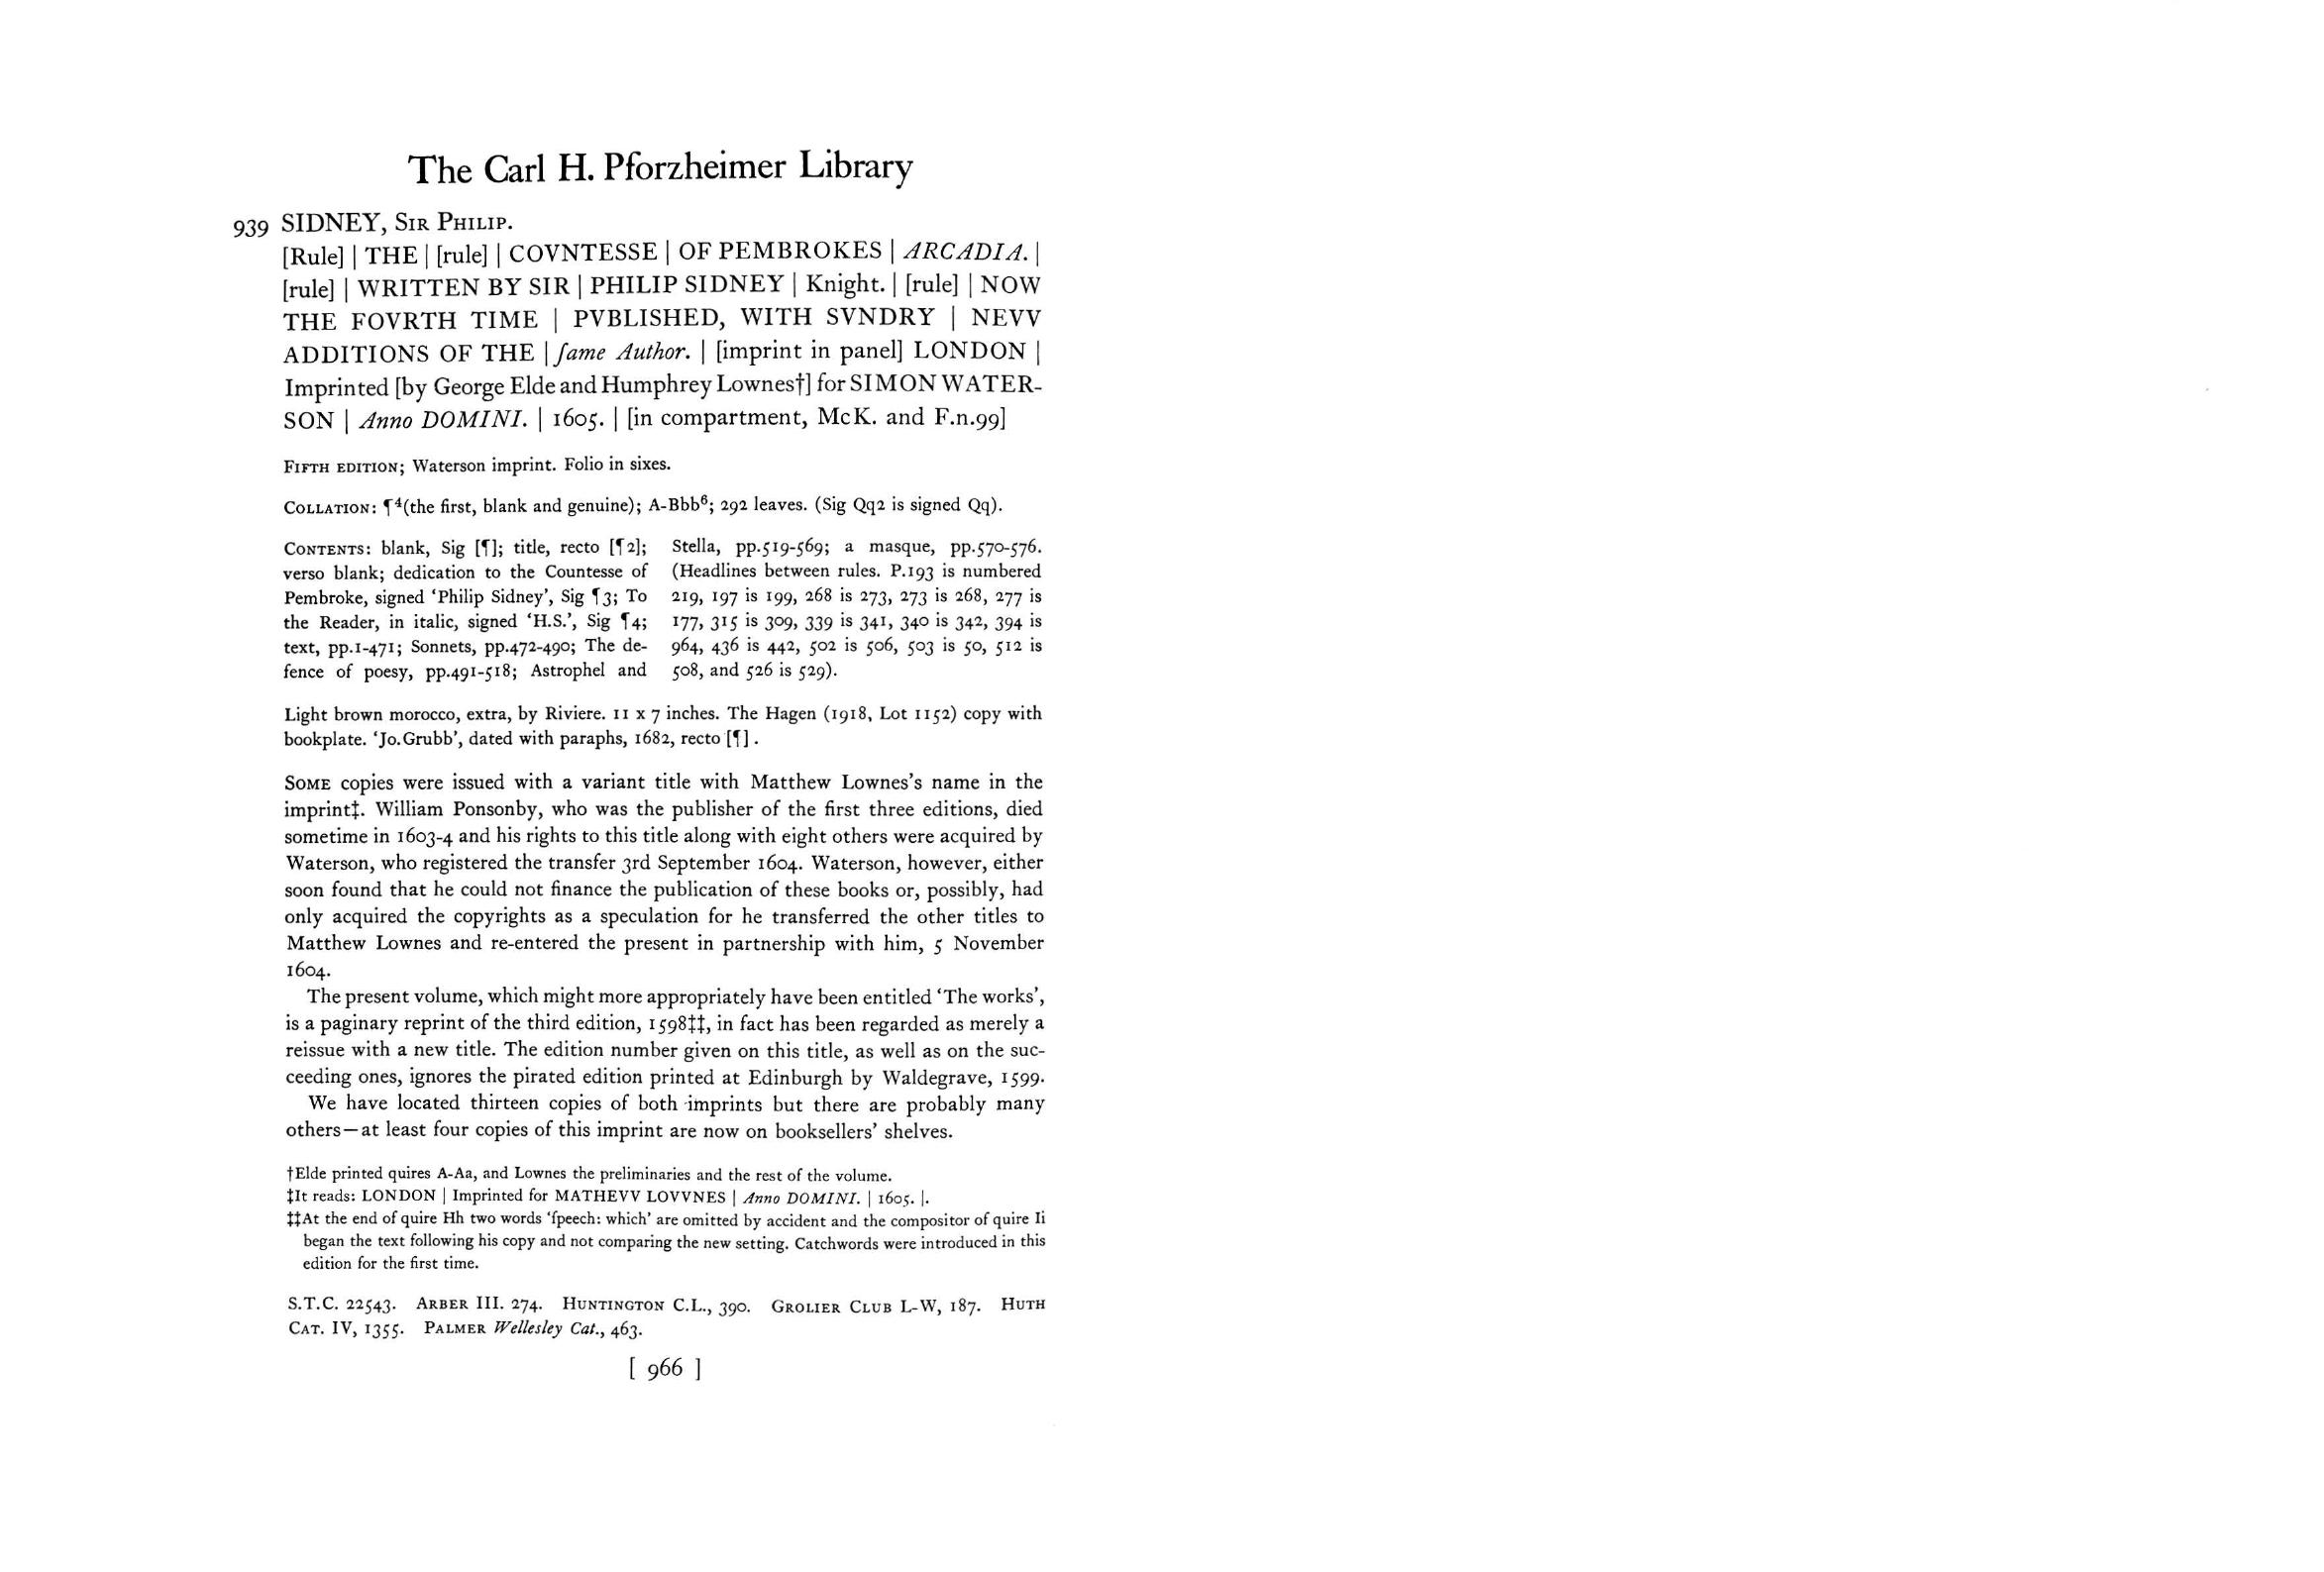 The Carl H. Pforzheimer Library
939 SIDNEY, SIR PHILIP.
[Rule] | THE | [rule] | COVNTESSE | OF PEMBROKES | ARCADIA. |
[rule] | WRITTEN BY SIR | PHILIP SIDNEY | Knight. | [rule] | NOW
THE FOVRTH TIME | PVBLISHED, WITH SVNDRY | NEVV
ADDITIONS OF THE | ſame Author. | [imprint in panel] LONDON |
Imprinted [by George Elde and Humphrey Lownes†] for SIMON WATER-
SON | Anno DOMINI. | 1605. | [in compartment, McK. and F.n.99]
FIFTH EDITION; Waterson imprint. Folio in sixes.
COLLATION: ¶⁴(the first, blank and genuine); A-Bbb⁶; 292 leaves. (Sig Qq2 is signed Qq).
CONTENTS: blank, Sig [¶]; title, recto [¶2];
verso blank; dedication to the Countesse of
Pembroke, signed ‘Philip Sidney’, Sig ¶3; To
the Reader, in italic, signed ‘H.S.’, Sig ¶4;
text, pp.1-471; Sonnets, pp.472-490; The de-
fence of poesy, pp.491-518; Astrophel and
Stella, pp.519-569; a masque, pp.570-576.
(Headlines between rules. P.193 is numbered
219, 197 is 199, 268 is 273, 273 is 268, 277 is
177, 315 is 309, 339 is 341, 340 is 342, 394 is
964, 436 is 442, 502 is 506, 503 is 50, 512 is
508, and 526 is 529).
Light brown morocco, extra, by Riviere. 11 x 7 inches. The Hagen (1918, Lot 1152) copy with
bookplate. ‘Jo.Grubb’, dated with paraphs, 1682, recto [¶].
SOME copies were issued with a variant title with Matthew Lownes's name in the
imprint‡. William Ponsonby, who was the publisher of the first three editions, died
sometime in 1603-4 and his rights to this title along with eight others were acquired by
Waterson, who registered the transfer 3rd September 1604. Waterson, however, either
soon found that he could not finance the publication of these books or, possibly, had
only acquired the copyrights as a speculation for he transferred the other titles to
Matthew Lownes and re-entered the present in partnership with him, 5 November
1604.
The present volume, which might more appropriately have been entitled ‘The works’,
is a paginary reprint of the third edition, 1598‡‡, in fact has been regarded as merely a
reissue with a new title. The edition number given on this title, as well as on the suc-
ceeding ones, ignores the pirated edition printed at Edinburgh by Waldegrave, 1599.
We have located thirteen copies of both imprints but there are probably many
others—at least four copies of this imprint are now on booksellers’ shelves.
†Elde printed quires A-Aa, and Lownes the preliminaries and the rest of the volume.
‡It reads: LONDON | Imprinted for MATHEVV LOVVNES | Anno DOMINI. | 1605. |.
‡‡At the end of quire Hh two words ‘ſpeech: which’ are omitted by accident and the compositor of quire Ii
began the text following his copy and not comparing the new setting. Catchwords were introduced in this
edition for the first time.
S.T.C. 22543. ARBER III. 274. HUNTINGTON C.L., 390. GROLIER CLUB L-W, 187. HUTH
CAT. IV, 1355. PALMER Wellesley Cat., 463.
[ 966 ]